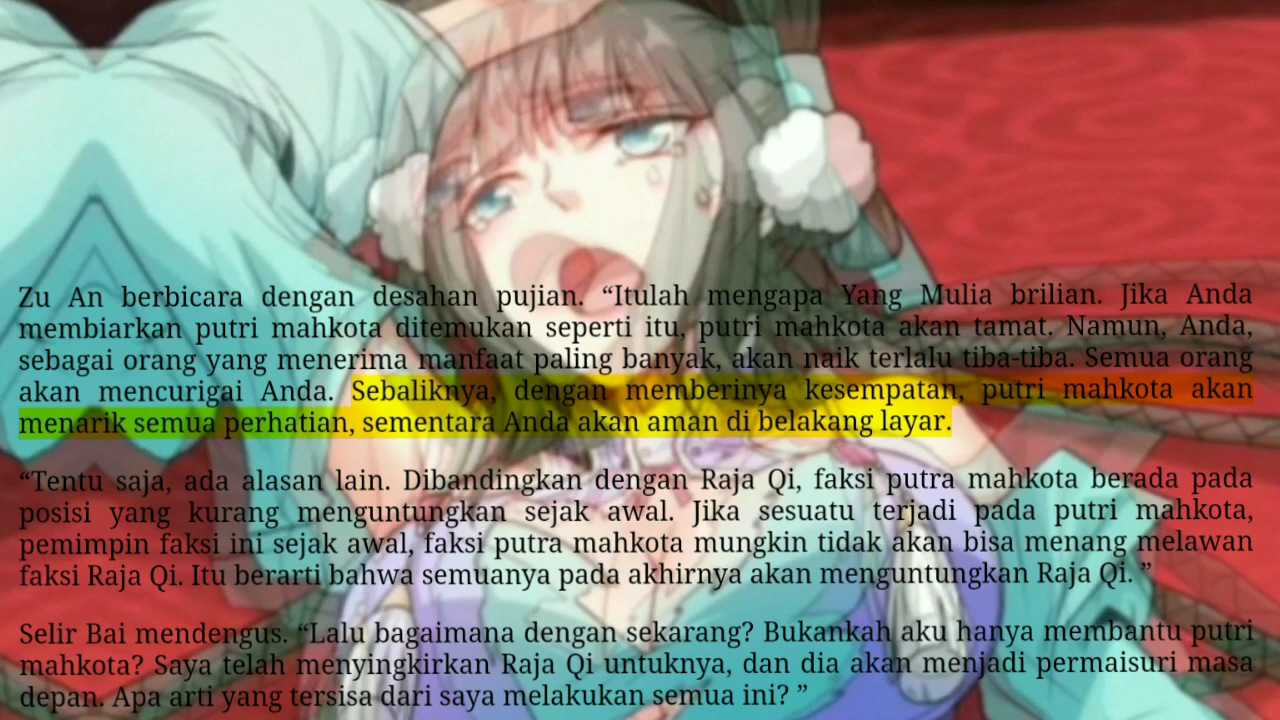 Zu An berbicara dengan desahan pujian. “Itulah mengapa Yang Mulia brilian. Jika Anda
membiarkan putri mahkota ditemukan seperti itu, putri mahkota akan tamat. Namun, Anda,
sebagai orang yang menerima manfaat paling banyak, akan naik terlalu tiba-tiba. Semua orang
akan mencurigai Anda. Sebaliknya, dengan memberinya kesempatan, putri mahkota akan
menarik semua perhatian, sementara Anda akan aman di belakang layar.
“Tentu saja, ada alasan lain. Dibandingkan dengan Raja Qi, faksi putra mahkota berada pada
posisi yang kurang menguntungkan sejak awal. Jika sesuatu terjadi pada putri mahkota,
pemimpin faksi ini sejak awal, faksi putra mahkota mungkin tidak akan bisa menang melawan
faksi Raja Qi. Itu berarti bahwa semuanya pada akhirnya akan menguntungkan Raja Qi. ”
Selir Bai mendengus. “Lalu bagaimana dengan sekarang? Bukankah aku hanya membantu putri
mahkota? Saya telah menyingkirkan Raja Qi untuknya, dan dia akan menjadi permaisuri masa
depan. Apa arti yang tersisa dari saya melakukan semua ini? ”